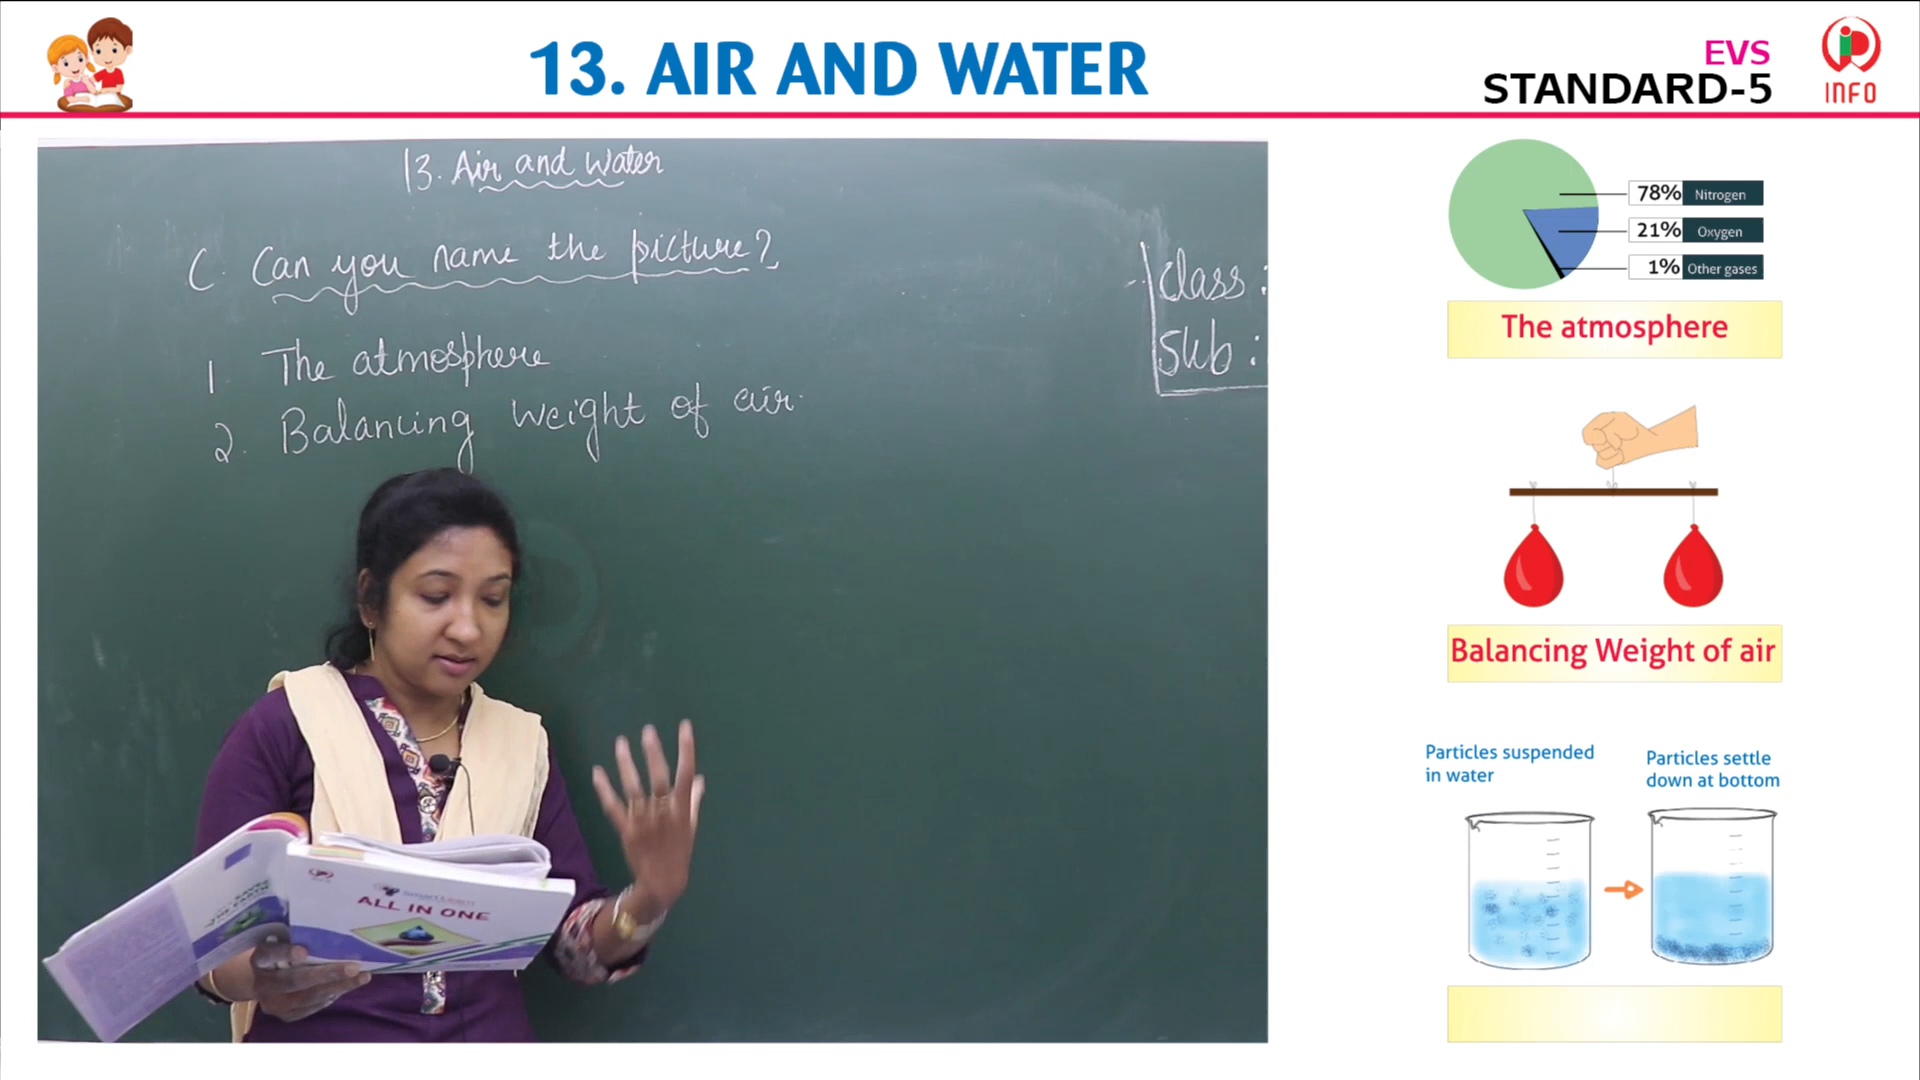 13. AIR AND WATER
EVS
STANDARD-5
INFO
13. Air and Water
C. Can you name the picture?
1. The atmosphere
2. Balancing weight of air.
Class :
Sub :
ALL IN ONE
78% Nitrogen
21% Oxygen
1% Other gases
The atmosphere
Balancing Weight of air
Particles suspended
in water
Particles settle
down at bottom